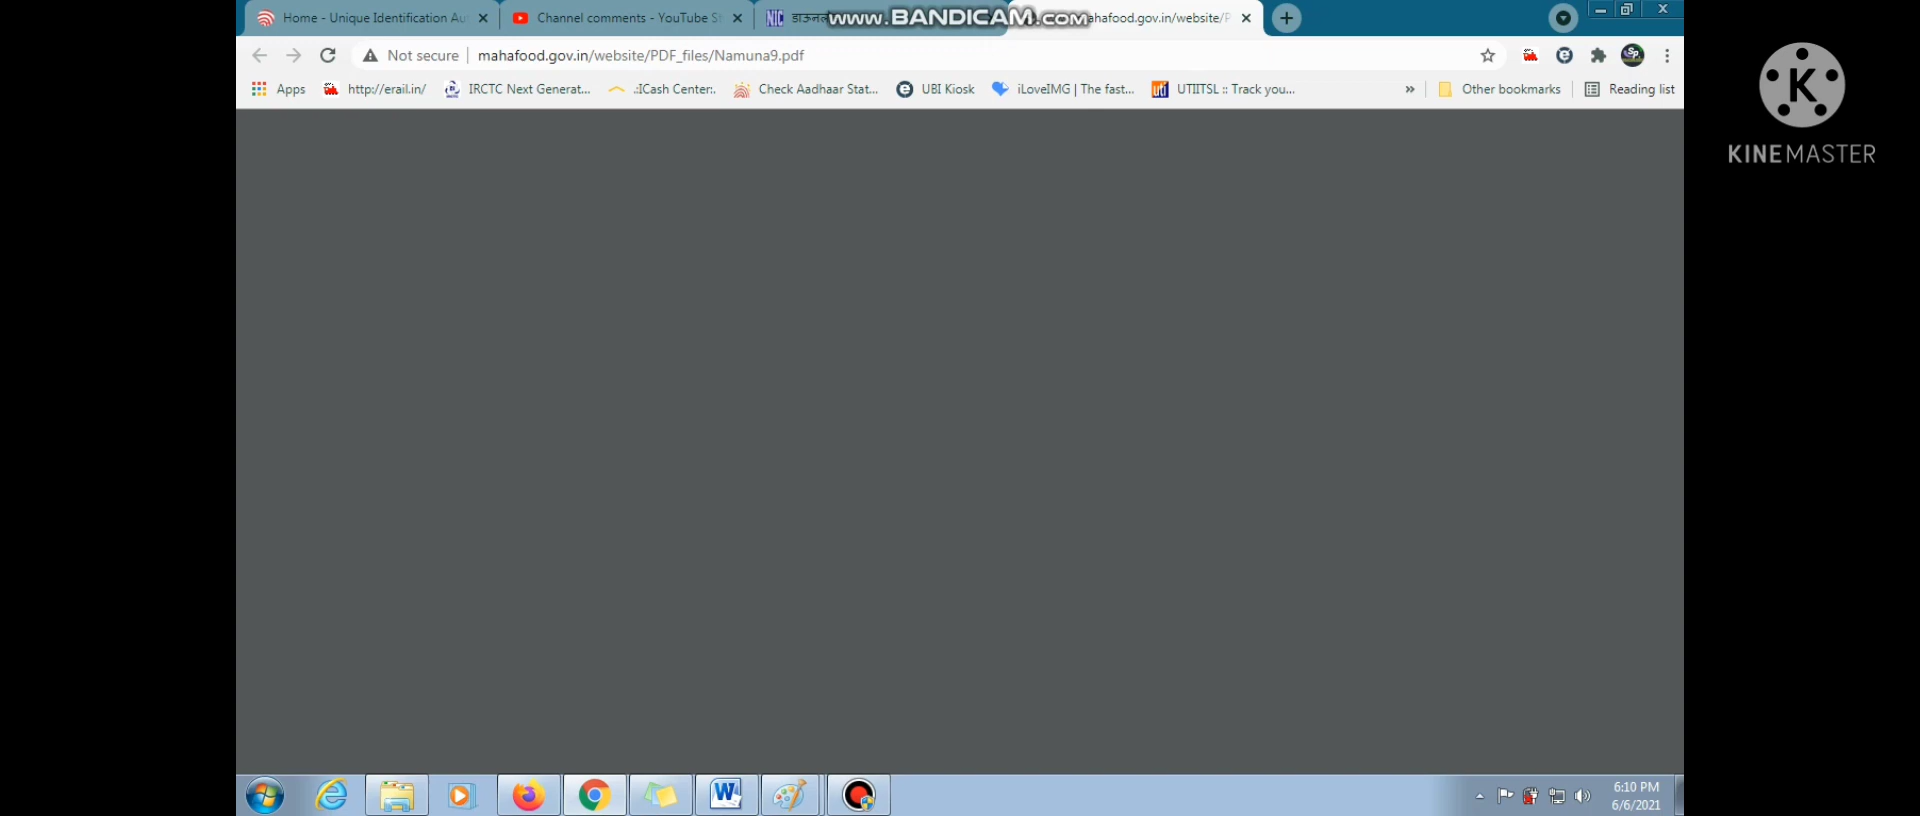 Home - Unique Identification Au
Channel comments - YouTube St
NIC
www.BANDICAM.com
ahafood.gov.in/website/P
Not secure
mahafood.gov.in/website/PDF_files/Namuna9.pdf
Sp
Apps
http://erail.in/
IRCTC Next Generat...
.:ICash Center:.
Check Aadhaar Stat...
UBI Kiosk
iLoveIMG | The fast...
UTIITSL :: Track you...
»
Other bookmarks
Reading list
K
KINEMASTER
W
6:10 PM
6/6/2021